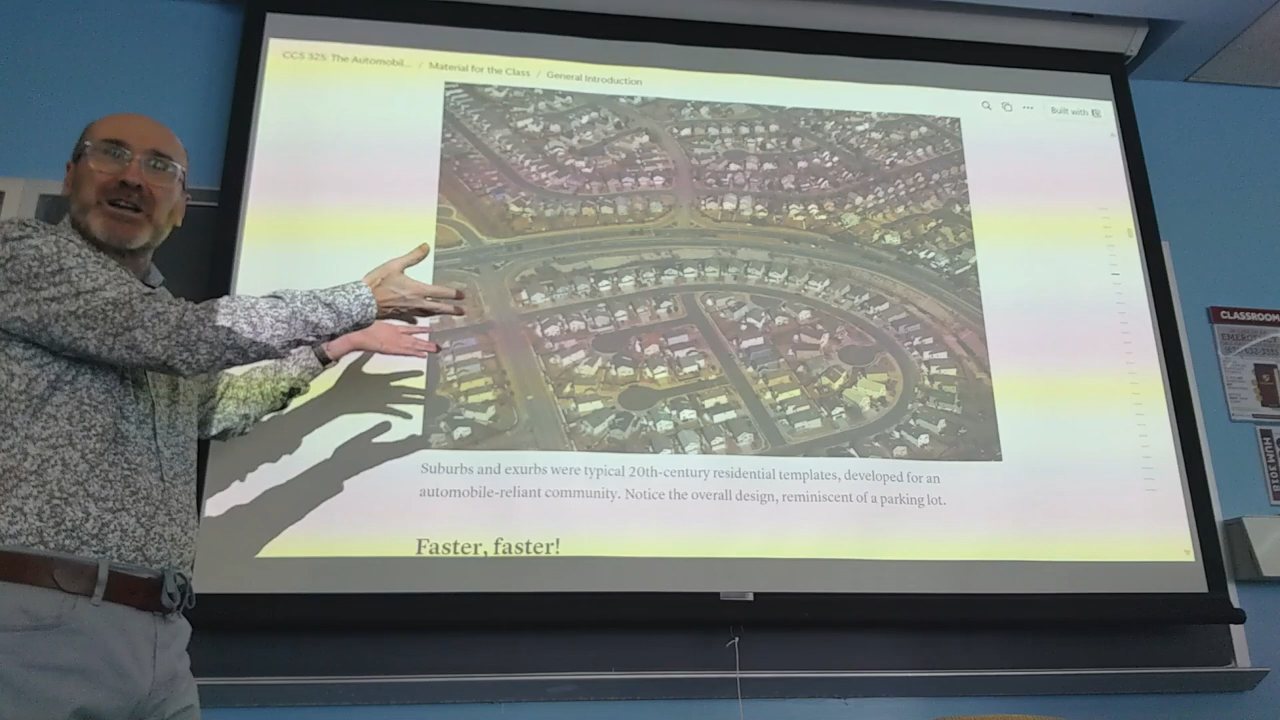 CCS 325: The Automobil... / Material for the Class / General Introduction
Built with
Suburbs and exurbs were typical 20th-century residential templates, developed for an
automobile-reliant community. Notice the overall design, reminiscent of a parking lot.
Faster, faster!
CLASSROOM
HUM 301B